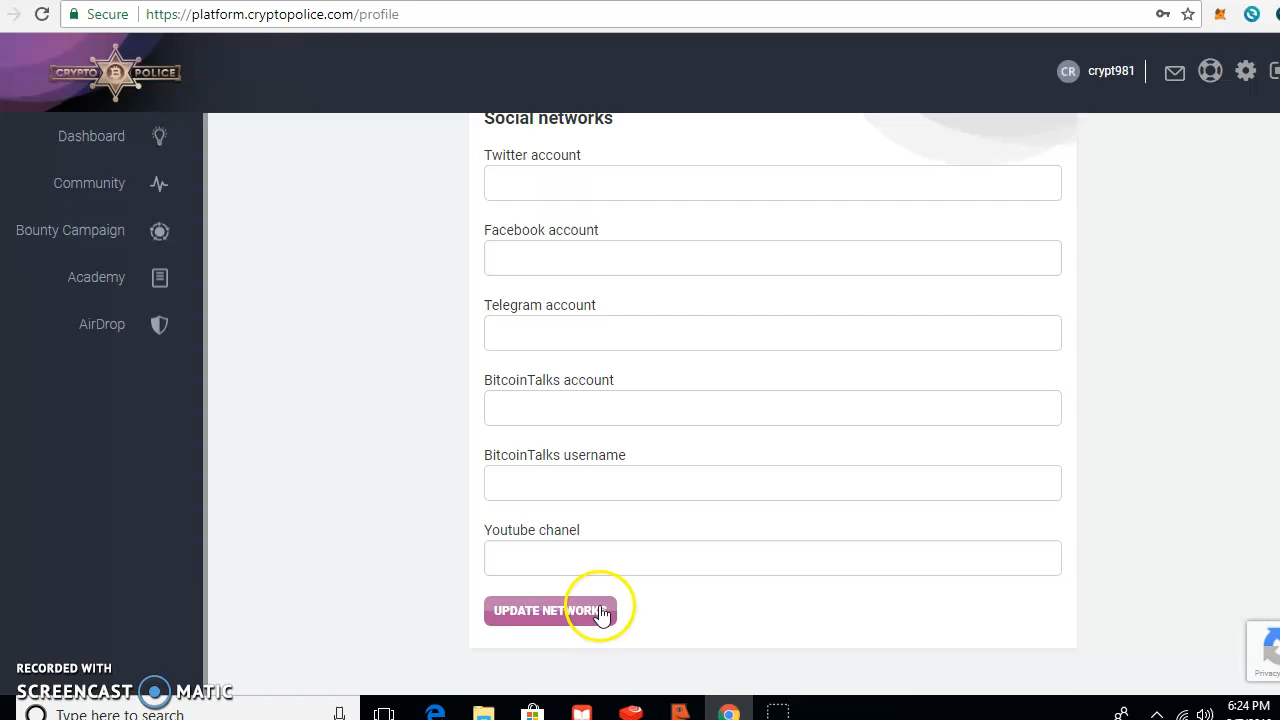 Secure https://platform.cryptopolice.com/profile
CRYPTO POLICE
CR crypt981
Dashboard
Community
Bounty Campaign
Academy
AirDrop
Social networks
Twitter account
Facebook account
Telegram account
BitcoinTalks account
BitcoinTalks username
Youtube chanel
UPDATE NETWORKS
Privacy
RECORDED WITH
SCREENCAST MATIC
Type here to search
6:24 PM